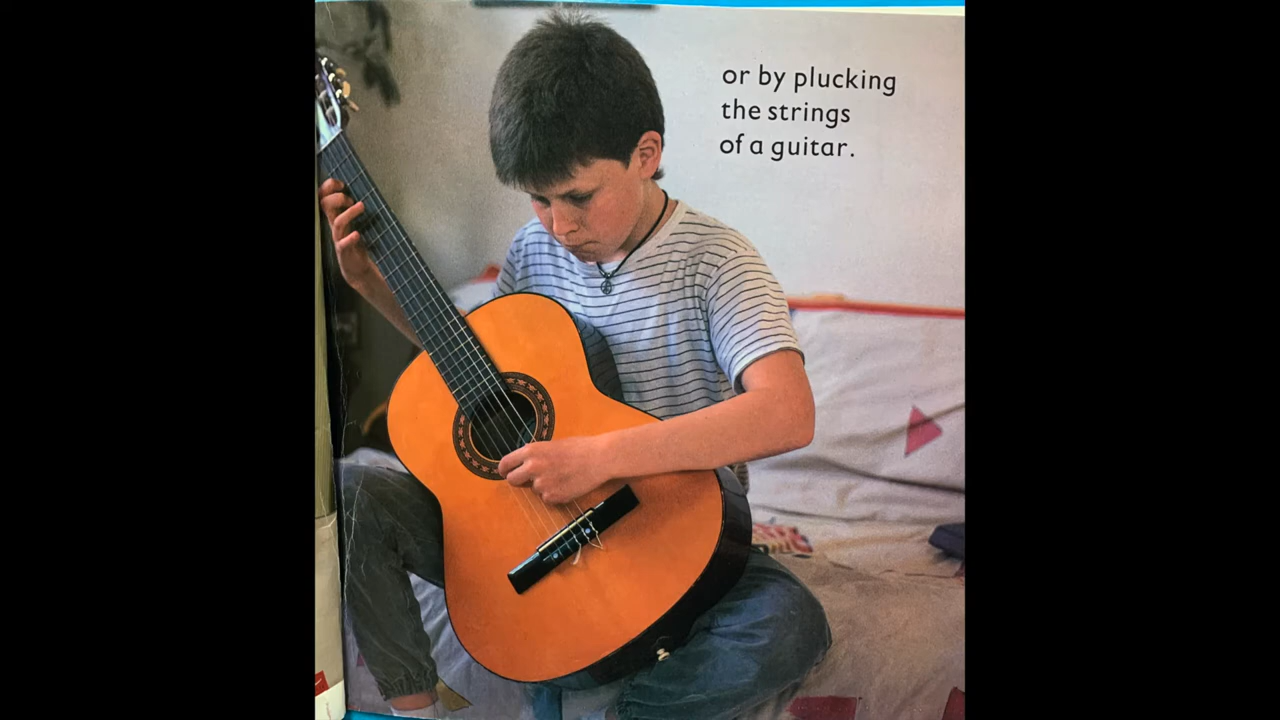 or by plucking
the strings
of a guitar.